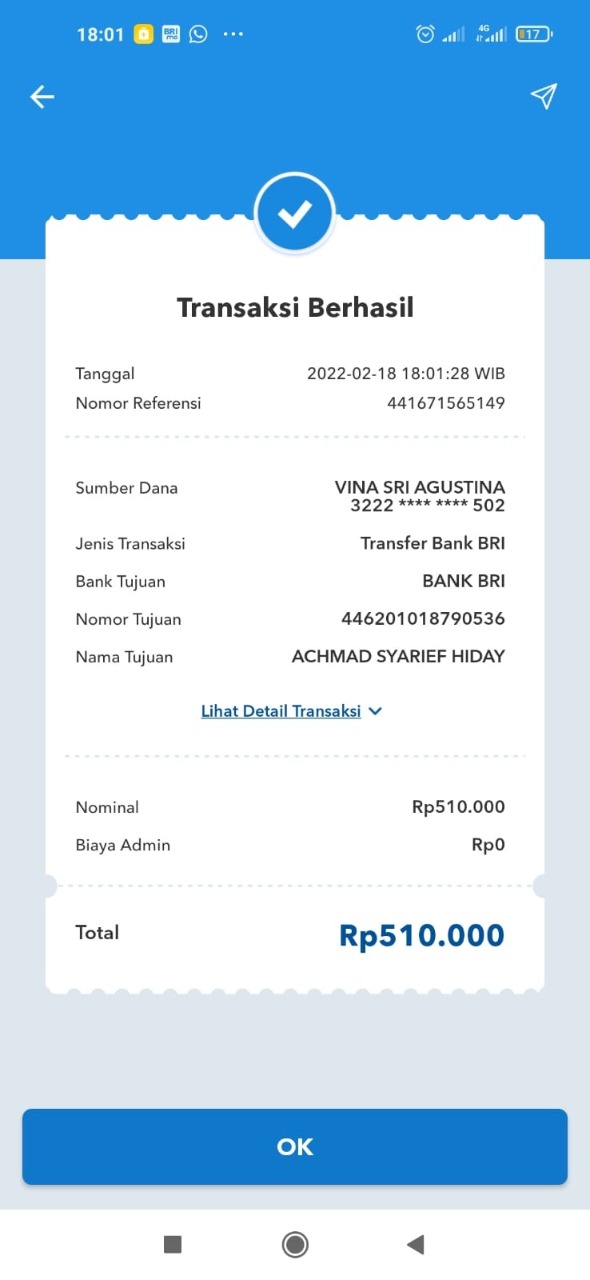 18:01 BRI mo ... 4G 17
Transaksi Berhasil
Tanggal 2022-02-18 18:01:28 WIB
Nomor Referensi 441671565149
Sumber Dana VINA SRI AGUSTINA
3222 **** **** 502
Jenis Transaksi Transfer Bank BRI
Bank Tujuan BANK BRI
Nomor Tujuan 446201018790536
Nama Tujuan ACHMAD SYARIEF HIDAY
Lihat Detail Transaksi
Nominal Rp510.000
Biaya Admin Rp0
Total Rp510.000
OK